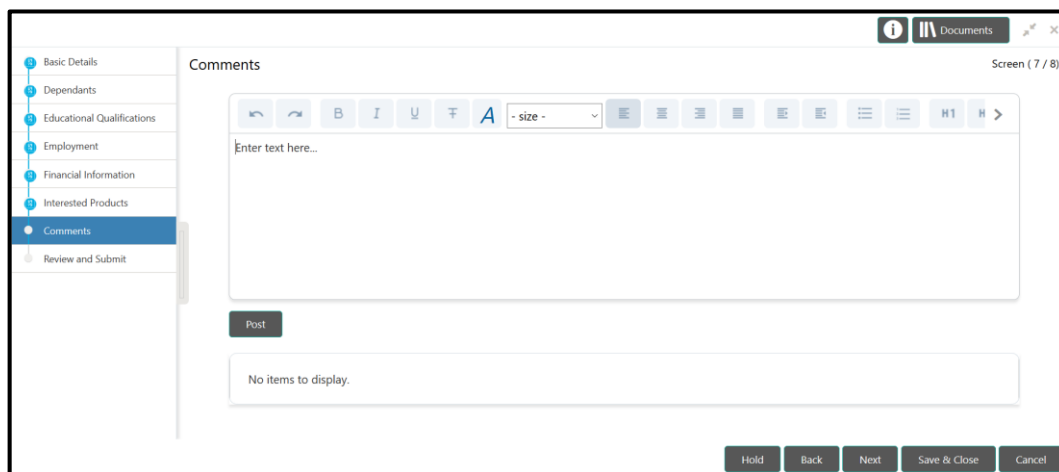 Documents
Basic Details
Dependants
Educational Qualifications
Employment
Financial Information
Interested Products
Comments
Review and Submit
Comments
Screen ( 7 / 8)
B I U T A - size - H1 H
Enter text here...
Post
No items to display.
Hold Back Next Save & Close Cancel